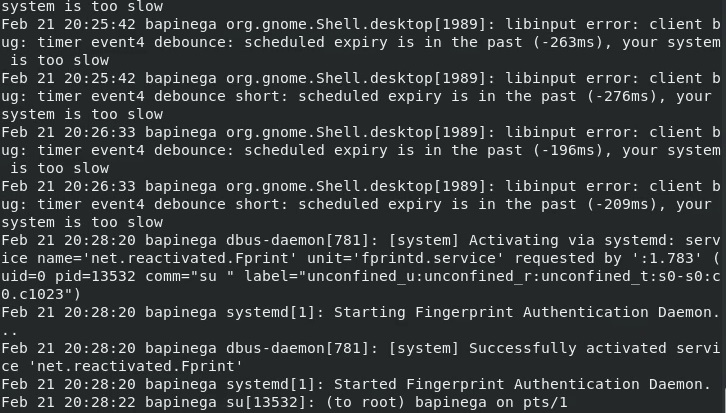 system is too slow
Feb 21 20:25:42 bapinega org.gnome.Shell.desktop[1989]: libinput error: client b
ug: timer event4 debounce: scheduled expiry is in the past (-263ms), your system
 is too slow
Feb 21 20:25:42 bapinega org.gnome.Shell.desktop[1989]: libinput error: client b
ug: timer event4 debounce short: scheduled expiry is in the past (-276ms), your
system is too slow
Feb 21 20:26:33 bapinega org.gnome.Shell.desktop[1989]: libinput error: client b
ug: timer event4 debounce: scheduled expiry is in the past (-196ms), your system
 is too slow
Feb 21 20:26:33 bapinega org.gnome.Shell.desktop[1989]: libinput error: client b
ug: timer event4 debounce short: scheduled expiry is in the past (-209ms), your
system is too slow
Feb 21 20:28:20 bapinega dbus-daemon[781]: [system] Activating via systemd: serv
ice name='net.reactivated.Fprint' unit='fprintd.service' requested by ':1.783' (
uid=0 pid=13532 comm="su " label="unconfined_u:unconfined_r:unconfined_t:s0-s0:c
0.c1023")
Feb 21 20:28:20 bapinega systemd[1]: Starting Fingerprint Authentication Daemon.
..
Feb 21 20:28:20 bapinega dbus-daemon[781]: [system] Successfully activated servi
ce 'net.reactivated.Fprint'
Feb 21 20:28:20 bapinega systemd[1]: Started Fingerprint Authentication Daemon.
Feb 21 20:28:22 bapinega su[13532]: (to root) bapinega on pts/1